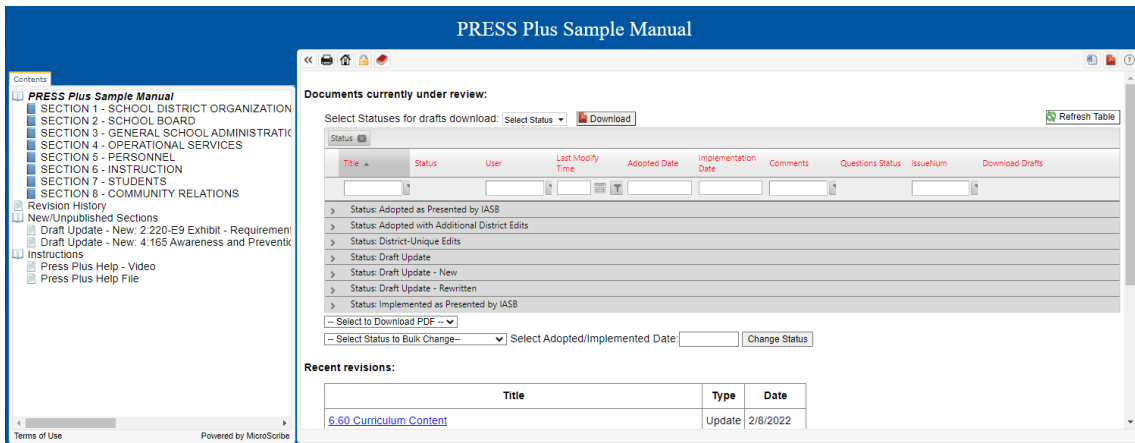 PRESS Plus Sample Manual
Contents
PRESS Plus Sample Manual
SECTION 1 - SCHOOL DISTRICT ORGANIZATION
SECTION 2 - SCHOOL BOARD
SECTION 3 - GENERAL SCHOOL ADMINISTRATIO
SECTION 4 - OPERATIONAL SERVICES
SECTION 5 - PERSONNEL
SECTION 6 - INSTRUCTION
SECTION 7 - STUDENTS
SECTION 8 - COMMUNITY RELATIONS
Revision History
New/Unpublished Sections
Draft Update - New: 2:220-E9 Exhibit - Requirement
Draft Update - New: 4:165 Awareness and Preventic
Instructions
Press Plus Help - Video
Press Plus Help File
Terms of Use Powered by MicroScribe
Documents currently under review:
Select Statuses for drafts download: Select Status Download
Refresh Table
Status
Title Status User Last Modify Time Adopted Date Implementation Date Comments Questions Status IssueNum Download Drafts
Status: Adopted as Presented by IASB
Status: Adopted with Additional District Edits
Status: District-Unique Edits
Status: Draft Update
Status: Draft Update - New
Status: Draft Update - Rewritten
Status: Implemented as Presented by IASB
-- Select to Download PDF --
-- Select Status to Bulk Change-- Select Adopted/Implemented Date: Change Status
Recent revisions:
Title Type Date
6:60 Curriculum Content Update 2/8/2022